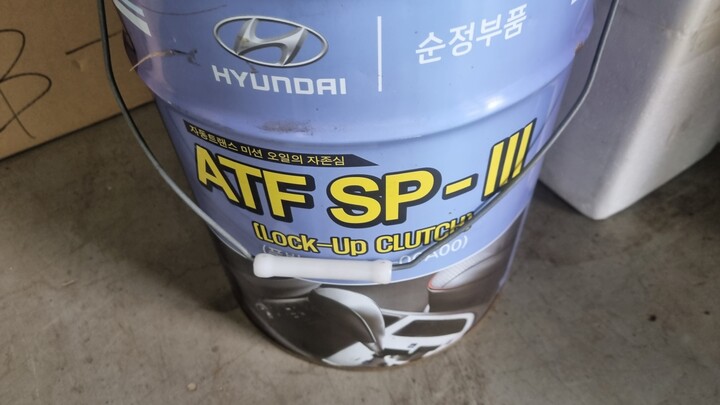 HYUNDAI
순정부품
자동트랜스 미션 오일의 자존심
ATF SP-III
(Lock-Up CLUTCH)